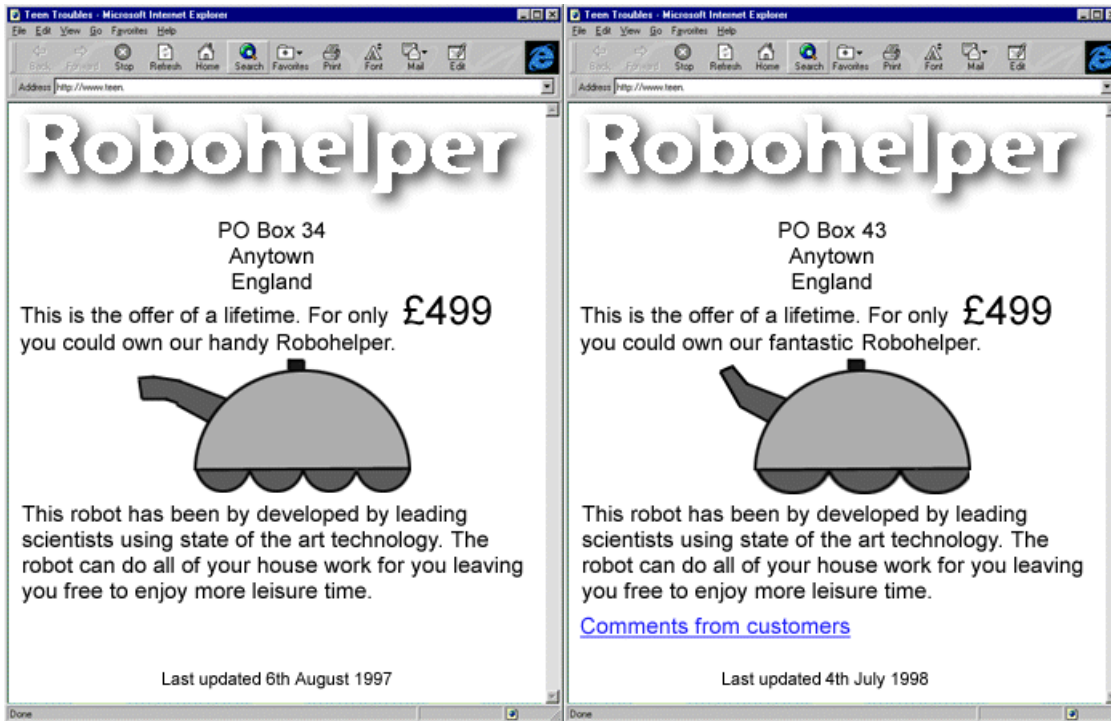 Teen Troubles - Microsoft Internet Explorer
File Edit View Go Favorites Help
Back Forward Stop Refresh Home Search Favorites Print Font Mail Edit
Address http://www.teen.
Robohelper
PO Box 34
Anytown
England
This is the offer of a lifetime. For only £499
you could own our handy Robohelper.
This robot has been by developed by leading
scientists using state of the art technology. The
robot can do all of your house work for you leaving
you free to enjoy more leisure time.
Last updated 6th August 1997
Done
Teen Troubles - Microsoft Internet Explorer
File Edit View Go Favorites Help
Back Forward Stop Refresh Home Search Favorites Print Font Mail Edit
Address http://www.teen.
Robohelper
PO Box 43
Anytown
England
This is the offer of a lifetime. For only £499
you could own our fantastic Robohelper.
This robot has been by developed by leading
scientists using state of the art technology. The
robot can do all of your house work for you leaving
you free to enjoy more leisure time.
Comments from customers
Last updated 4th July 1998
Done